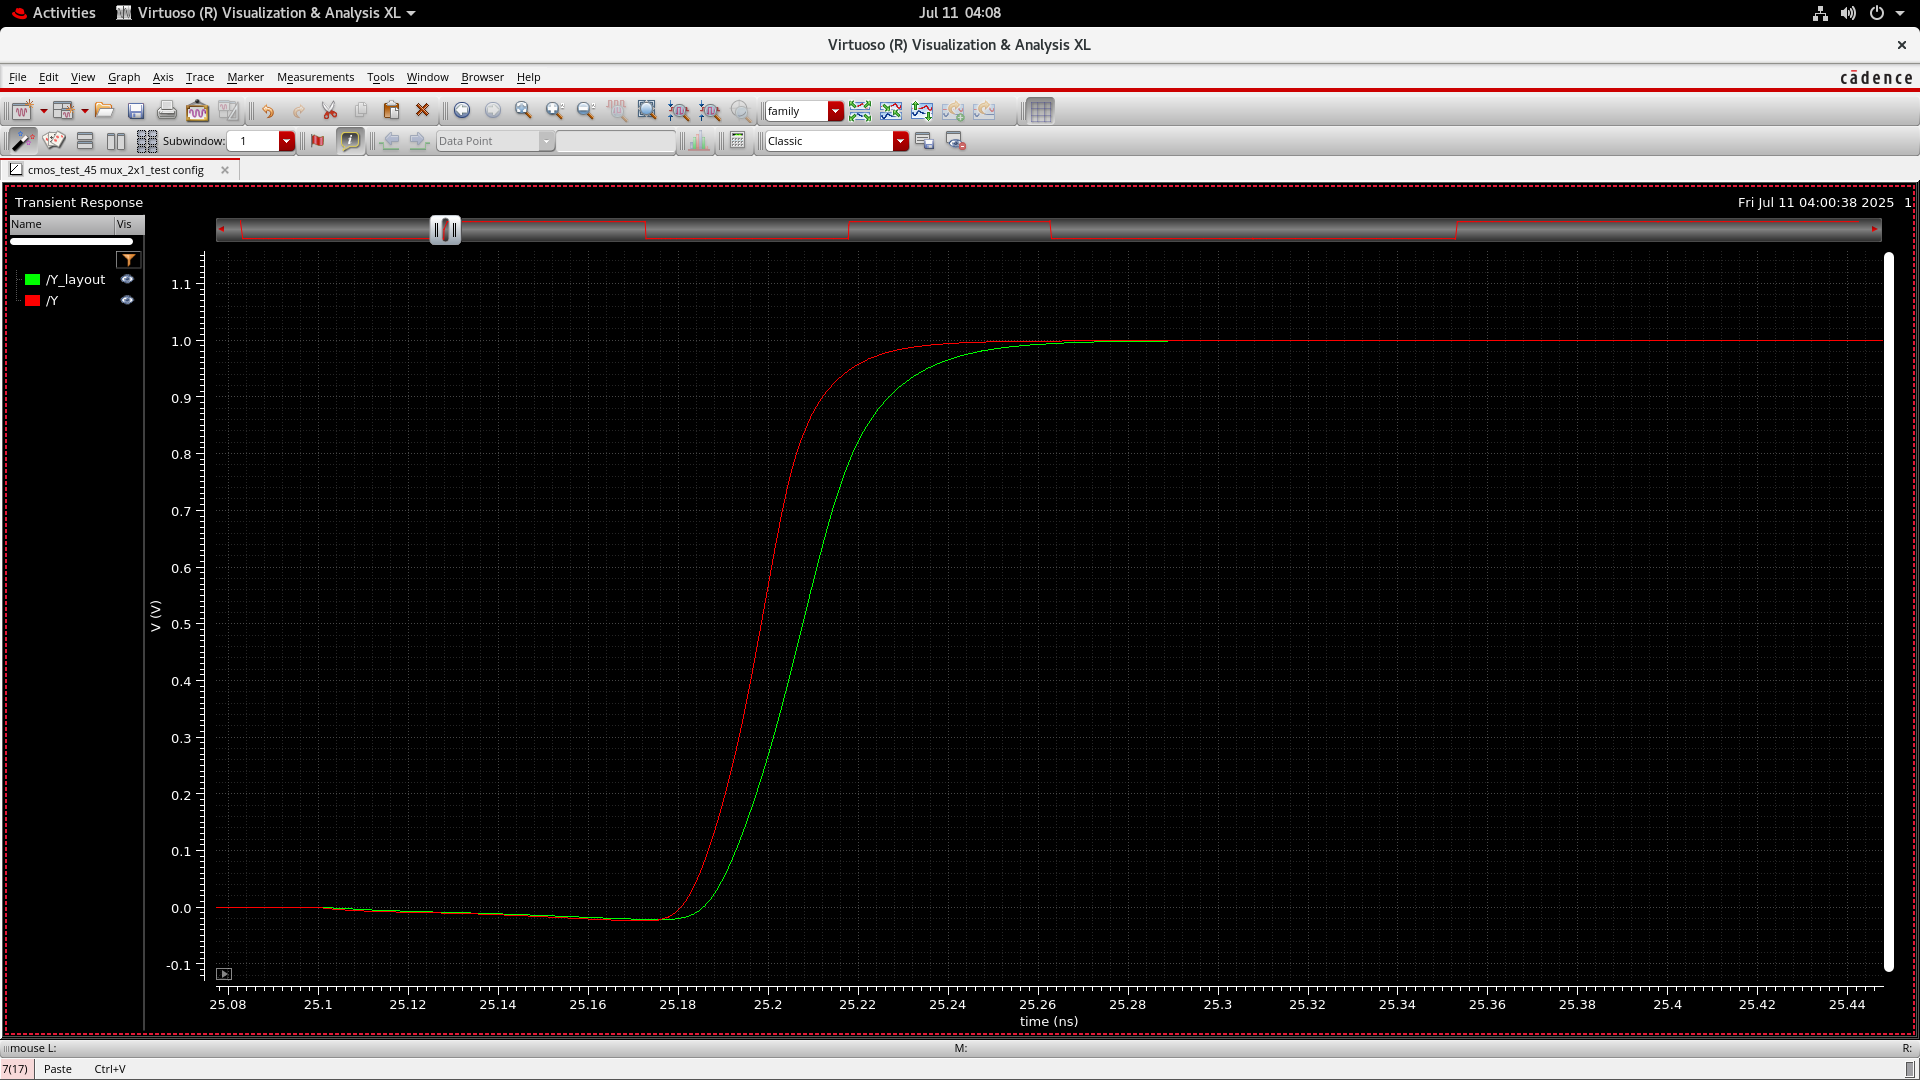 Activities Virtuoso (R) Visualization & Analysis XL Jul 11 04:08
Virtuoso (R) Visualization & Analysis XL
File Edit View Graph Axis Trace Marker Measurements Tools Window Browser Help cādence
family
Subwindow: 1 Data Point Classic
cmos_test_45 mux_2x1_test config
Transient Response Fri Jul 11 04:00:38 2025 1
Name Vis
/Y_layout
/Y
1.1
1.0
0.9
0.8
0.7
0.6
0.5
0.4
0.3
0.2
0.1
0.0
-0.1
V (V)
25.08 25.1 25.12 25.14 25.16 25.18 25.2 25.22 25.24 25.26 25.28 25.3 25.32 25.34 25.36 25.38 25.4 25.42 25.44
time (ns)
mouse L: M: R:
7(17) Paste Ctrl+V